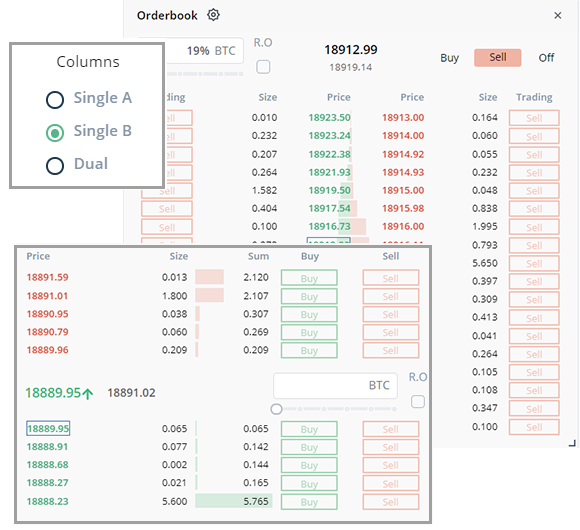 Orderbook
19% BTC
R.O
18912.99
18919.14
Buy Sell Off
Columns
Single A
Single B
Dual
Size Price Price Size Trading
Sell 0.010 18923.50 18913.00 0.164 Sell
Sell 0.232 18923.24 18914.00 0.060 Sell
Sell 0.207 18922.38 18914.92 0.055 Sell
Sell 0.264 18921.93 18914.93 0.232 Sell
Sell 1.582 18919.50 18915.00 0.048 Sell
Sell 0.404 18917.54 18915.98 0.838 Sell
Sell 0.100 18916.73 18916.00 1.995 Sell
0.793 Sell
5.650 Sell
0.397 Sell
0.309 Sell
0.413 Sell
0.041 Sell
0.264 Sell
0.105 Sell
0.108 Sell
0.347 Sell
0.100 Sell
Price Size Sum Buy Sell
18891.59 0.013 2.120 Buy Sell
18891.01 1.800 2.107 Buy Sell
18890.95 0.038 0.307 Buy Sell
18890.79 0.060 0.269 Buy Sell
18889.96 0.209 0.209 Buy Sell
18889.95 18891.02 BTC R.O
18889.95 0.065 0.065 Buy Sell
18888.91 0.077 0.142 Buy Sell
18888.68 0.002 0.144 Buy Sell
18888.27 0.021 0.165 Buy Sell
18888.23 5.600 5.765 Buy Sell